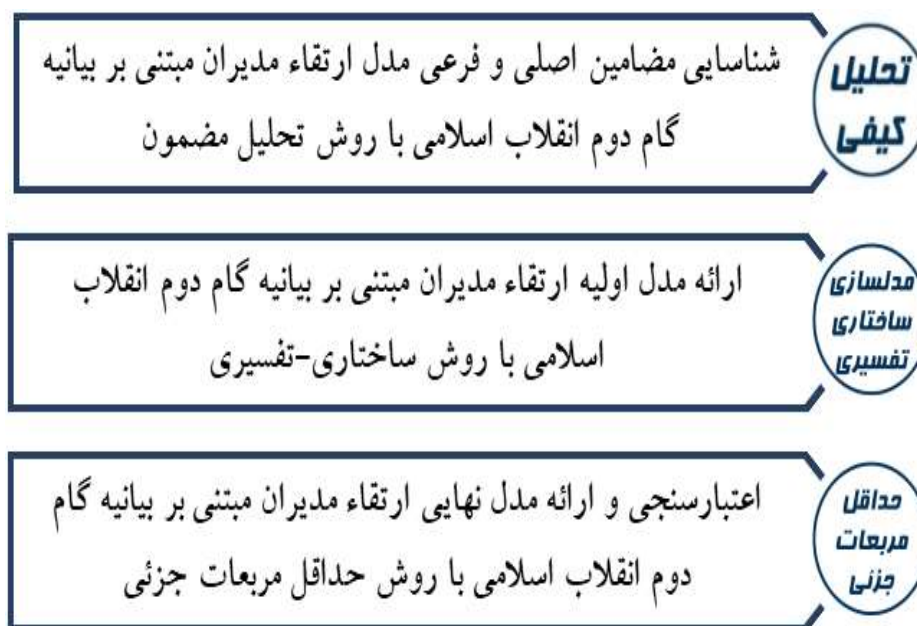 تحلیل
کیفی
شناسایی مضامین اصلی و فرعی مدل ارتقاء مدیران مبتنی بر بیانیه
گام دوم انقلاب اسلامی با روش تحلیل مضمون
مدلسازی
ساختاری
تفسیری
ارائه مدل اولیه ارتقاء مدیران مبتنی بر بیانیه گام دوم انقلاب
اسلامی با روش ساختاری-تفسیری
حداقل
مربعات
جزئی
اعتبارسنجی و ارائه مدل نهایی ارتقاء مدیران مبتنی بر بیانیه گام
دوم انقلاب اسلامی با روش حداقل مربعات جزئی